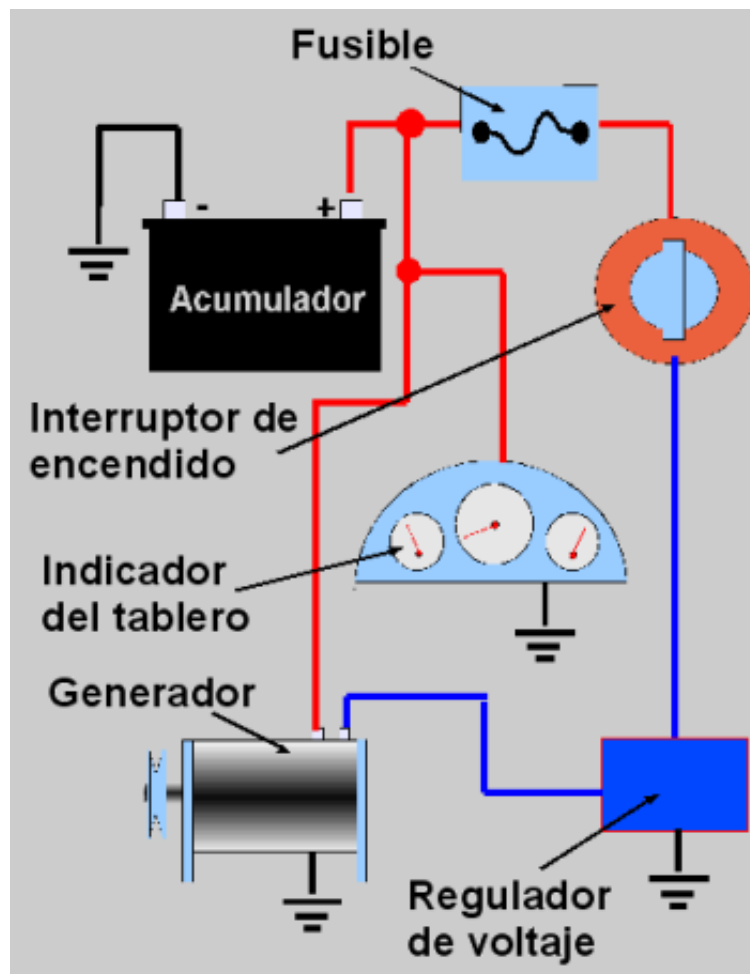 Fusible
- +
Acumulador
Interruptor de
encendido
Indicador
del tablero
Generador
Regulador
de voltaje